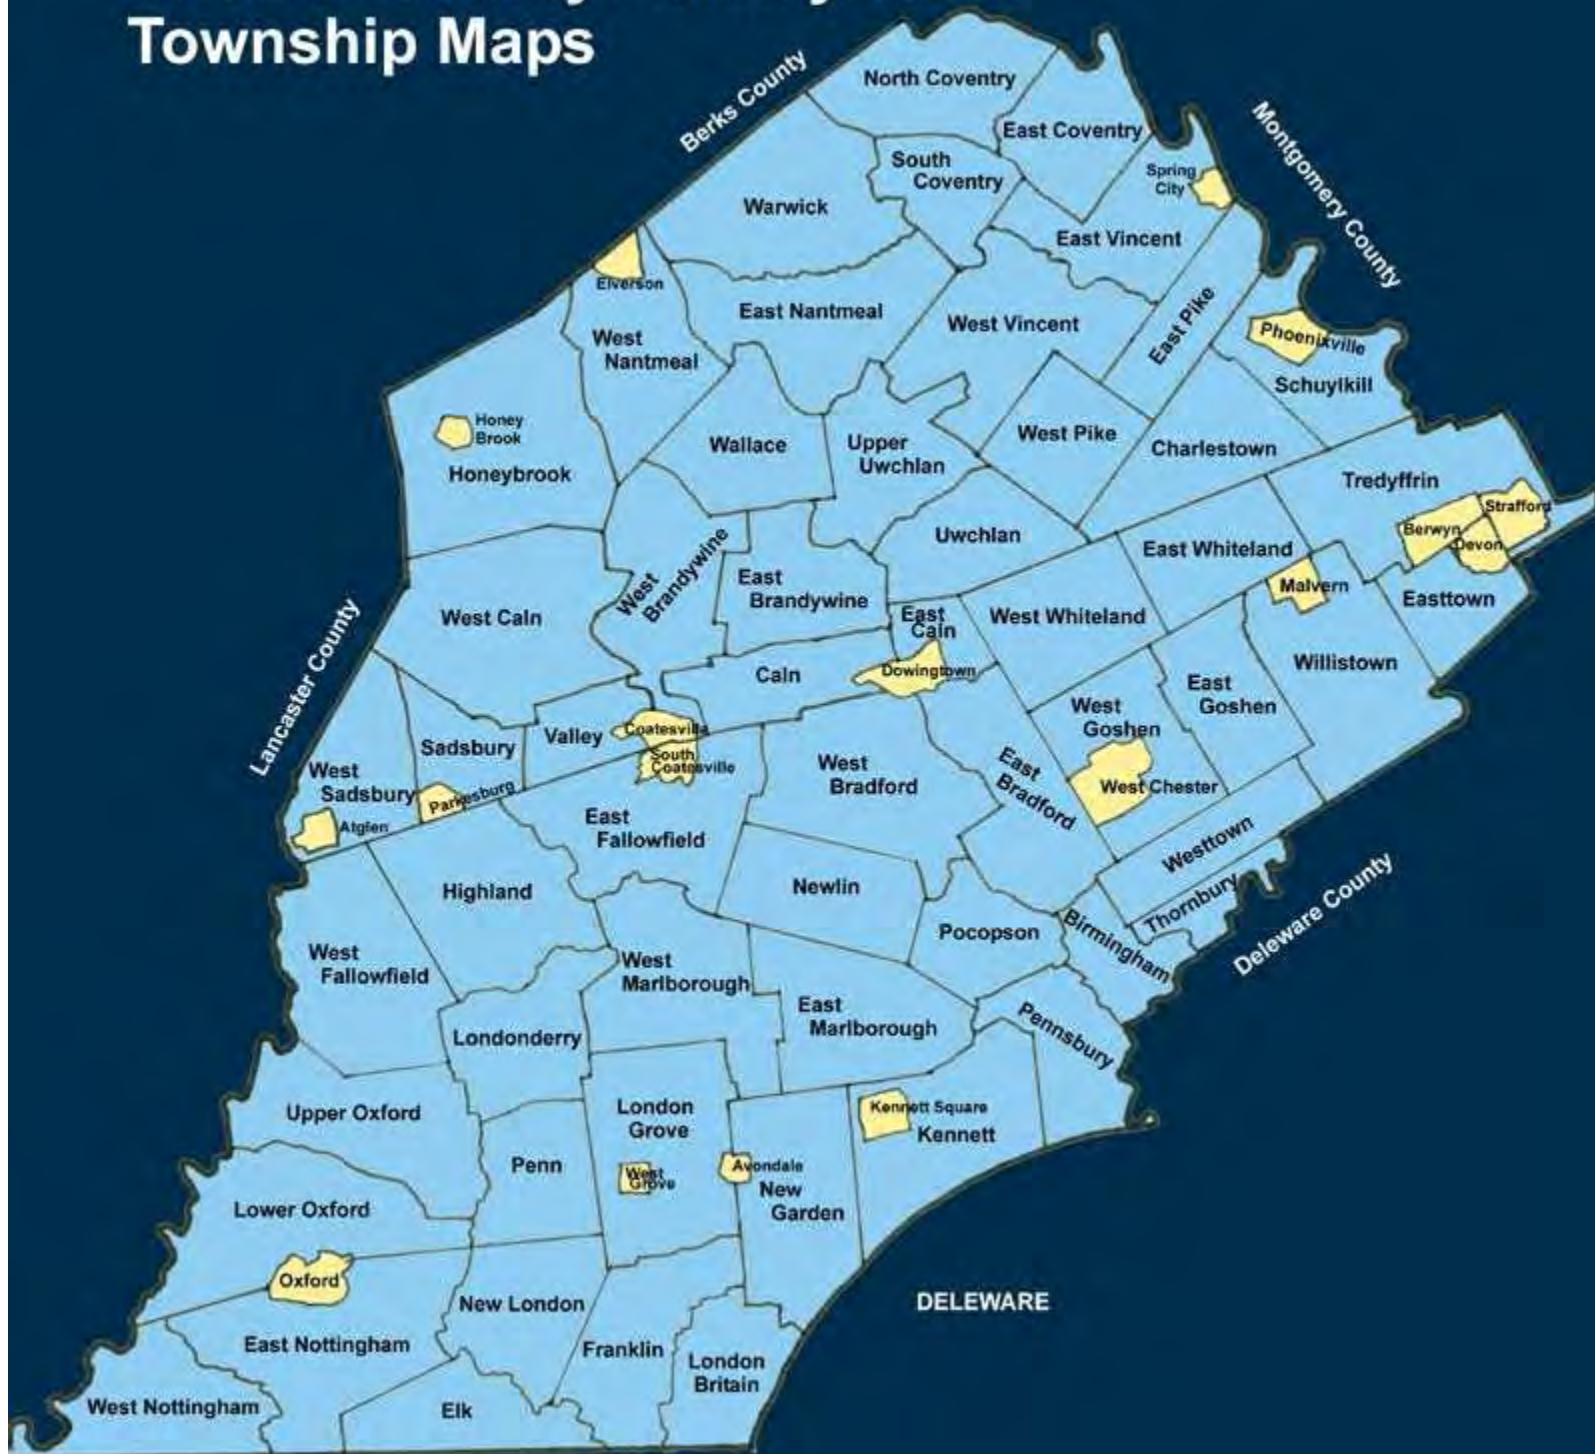 Township Maps
Berks County
Montgomery County
North Coventry
East Coventry
South
Coventry
Spring
City
Warwick
East Vincent
Elverson
East Nantmeal
West Vincent
East Pike
West
Nantmeal
Phoenixville
Schuylkill
Honey
Brook
Honeybrook
Wallace
Upper
Uwchlan
West Pike
Charlestown
Tredyffrin
Strafford
Berwyn
Devon
Uwchlan
East Whiteland
Malvern
Easttown
West
Brandywine
East
Brandywine
West Caln
East
Caln
West Whiteland
Lancaster County
Caln
Dowingtown
Willistown
East
Goshen
West
Goshen
Valley
Coatesville
South
Coatesville
Sadsbury
West
Sadsbury
Parkesburg
Atglen
West
Bradford
East
Bradford
West Chester
East
Fallowfield
Westtown
Thornbury
Deleware County
Highland
Newlin
Pocopson
Birmingham
West
Fallowfield
West
Marlborough
East
Marlborough
Pennsbury
Londonderry
Upper Oxford
London
Grove
Kennett Square
Kennett
Penn
West
Grove
Avondale
New
Garden
Lower Oxford
Oxford
New London
DELEWARE
East Nottingham
Franklin
London
Britain
West Nottingham
Elk